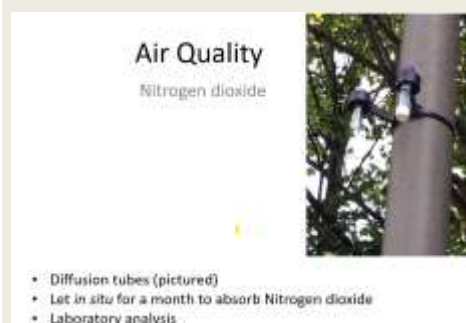 Air Quality
Nitrogen dioxide
• Diffusion tubes (pictured)
• Let in situ for a month to absorb Nitrogen dioxide
• Laboratory analysis